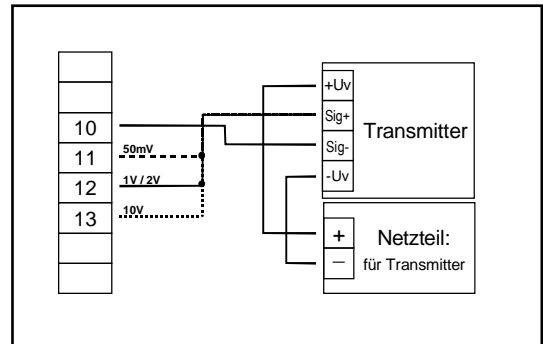 10
11
12
13
50mV
1V / 2V
10V
+Uv
Sig+
Sig-
-Uv
Transmitter
+
−
Netzteil:
für Transmitter